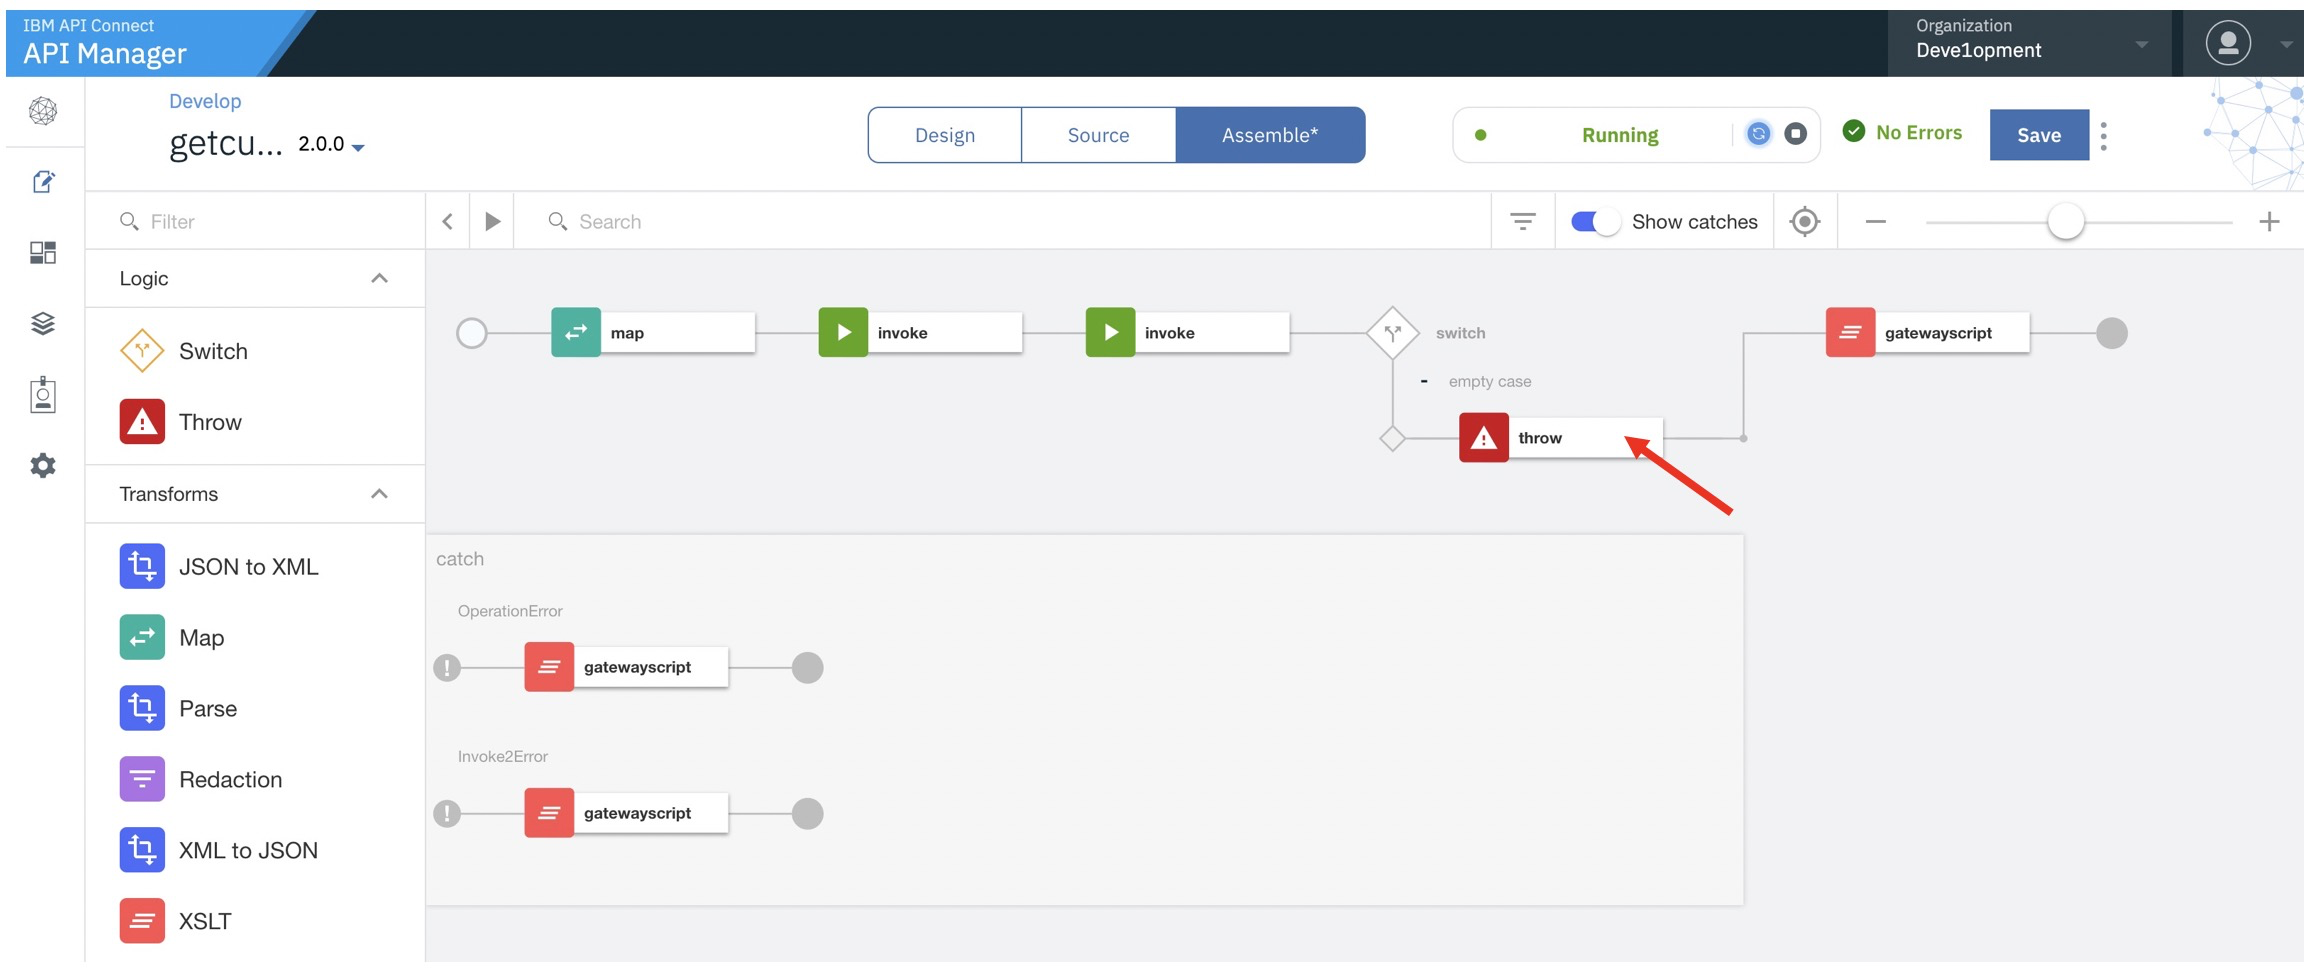 IBM API Connect
API Manager
Organization
Deve1opment
Develop
getcu... 2.0.0
Design
Source
Assemble*
Running
No Errors
Save
Filter
Search
Show catches
Logic
Switch
Throw
Transforms
JSON to XML
Map
Parse
Redaction
XML to JSON
XSLT
map
invoke
invoke
switch
- empty case
throw
gatewayscript
catch
OperationError
gatewayscript
Invoke2Error
gatewayscript